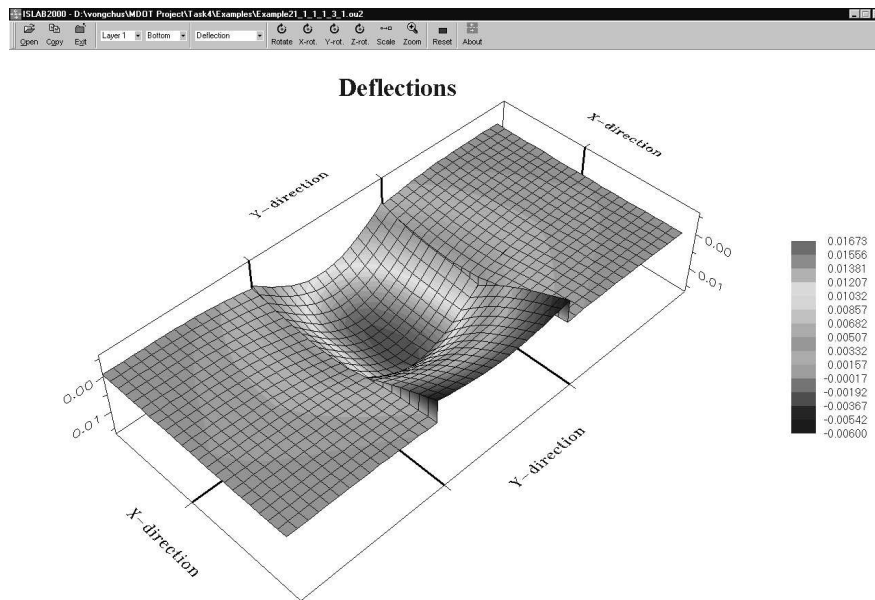 ISLAB2000 - D:\vongchus\MDOT Project\Task4\Examples\Example21_1_1_1_3_1.ou2
Open Copy Exit Layer 1 Bottom Deflection Rotate X-rot. Y-rot. Z-rot. Scale Zoom Reset About
Deflections
X-direction
Y-direction
0.00
0.01
0.01673
0.01556
0.01381
0.01207
0.01032
0.00857
0.00682
0.00507
0.00332
0.00157
-0.00017
-0.00192
-0.00367
-0.00542
-0.00600
0.00
0.01
Y-direction
X-direction